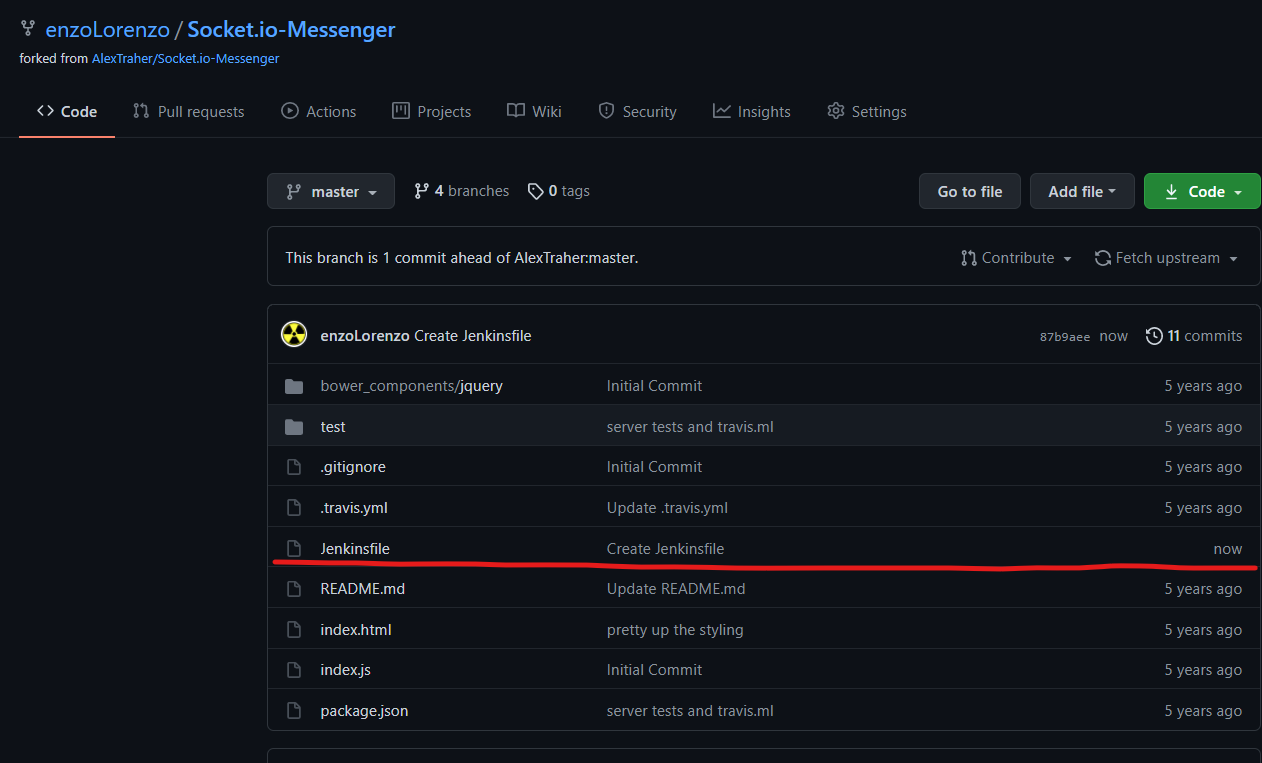 enzoLorenzo / Socket.io-Messenger
forked from AlexTraher/Socket.io-Messenger
Code Pull requests Actions Projects Wiki Security Insights Settings
master 4 branches 0 tags Go to file Add file Code
This branch is 1 commit ahead of AlexTraher:master. Contribute Fetch upstream
enzoLorenzo Create Jenkinsfile 87b9aee now 11 commits
bower_components/jquery Initial Commit 5 years ago
test server tests and travis.ml 5 years ago
.gitignore Initial Commit 5 years ago
.travis.yml Update .travis.yml 5 years ago
Jenkinsfile Create Jenkinsfile now
README.md Update README.md 5 years ago
index.html pretty up the styling 5 years ago
index.js Initial Commit 5 years ago
package.json server tests and travis.ml 5 years ago